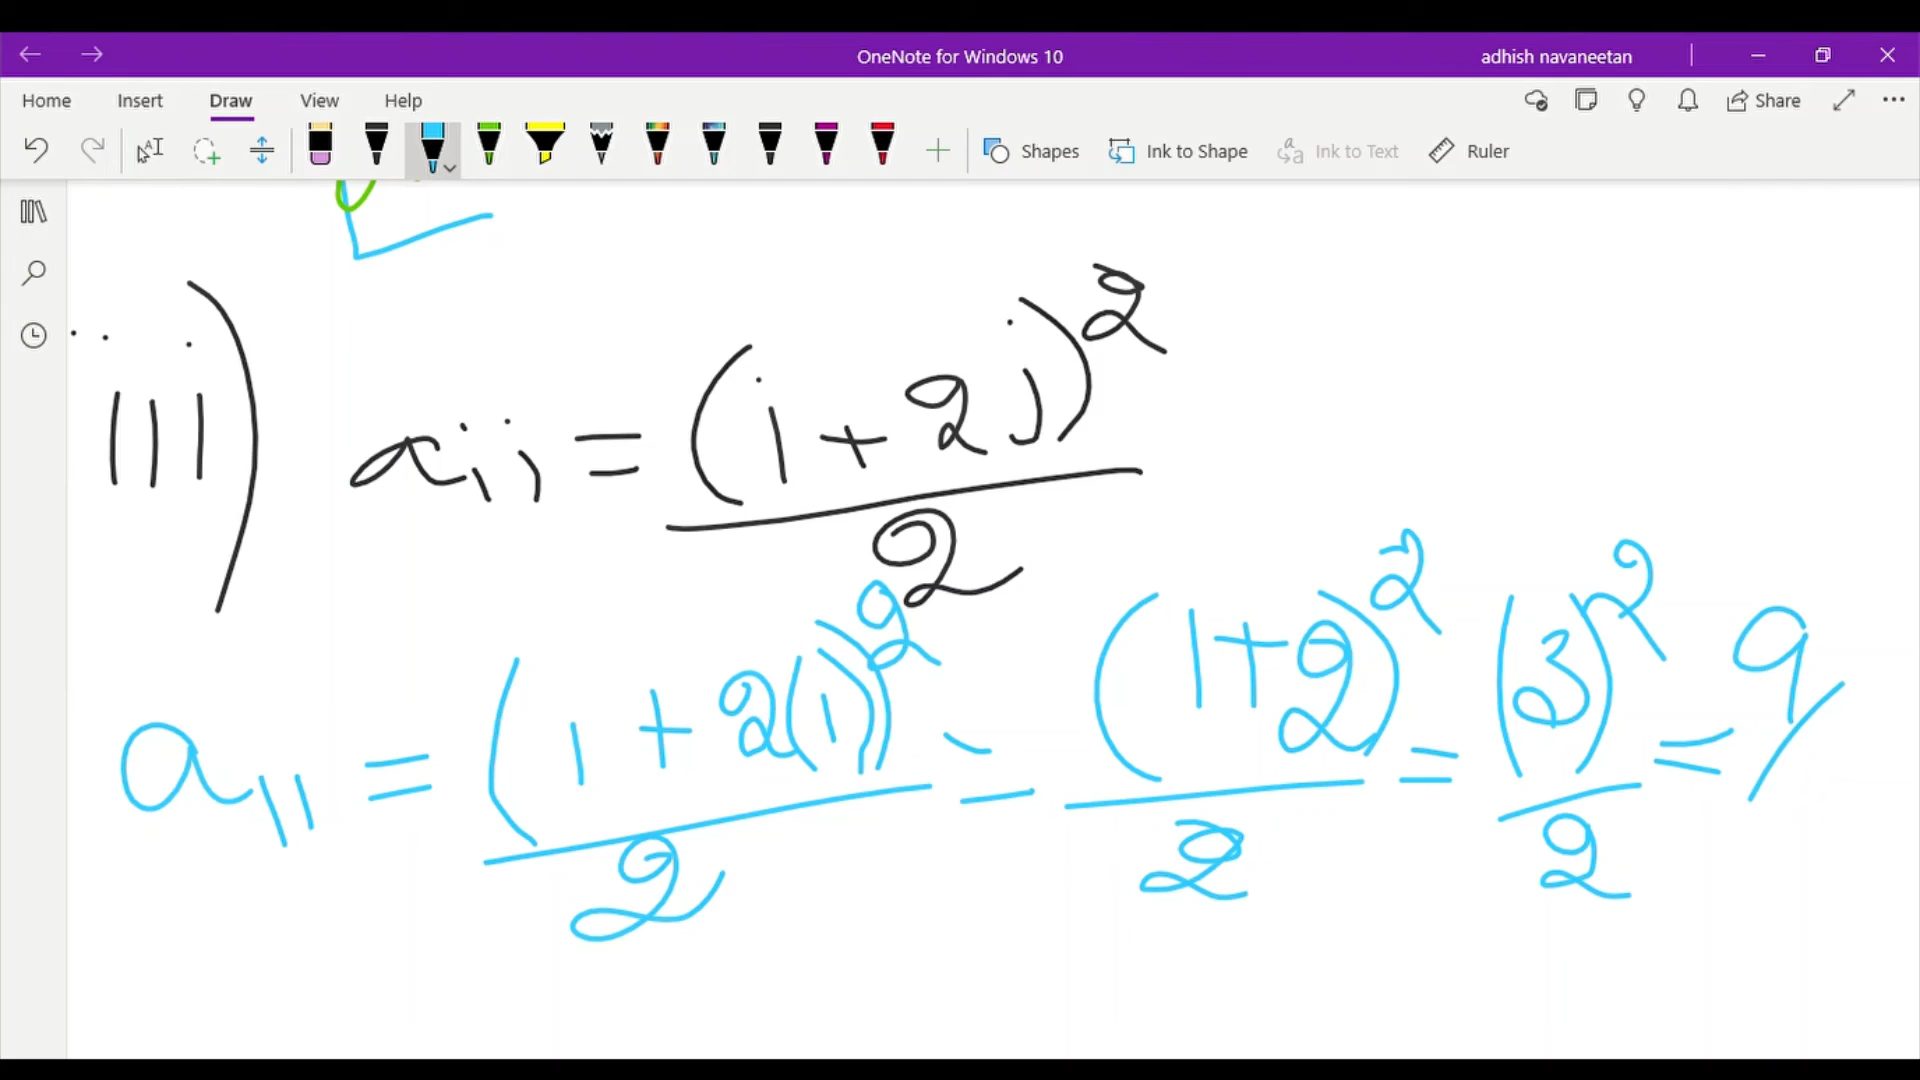 OneNote for Windows 10
adhish navaneetan
Home Insert Draw View Help
Share
Shapes Ink to Shape Ink to Text Ruler
iii) aij = (i + 2j)² / 2
a11 = (1 + 2(1))² / 2 = (1+2)² / 2 = (3)² / 2 = 9/